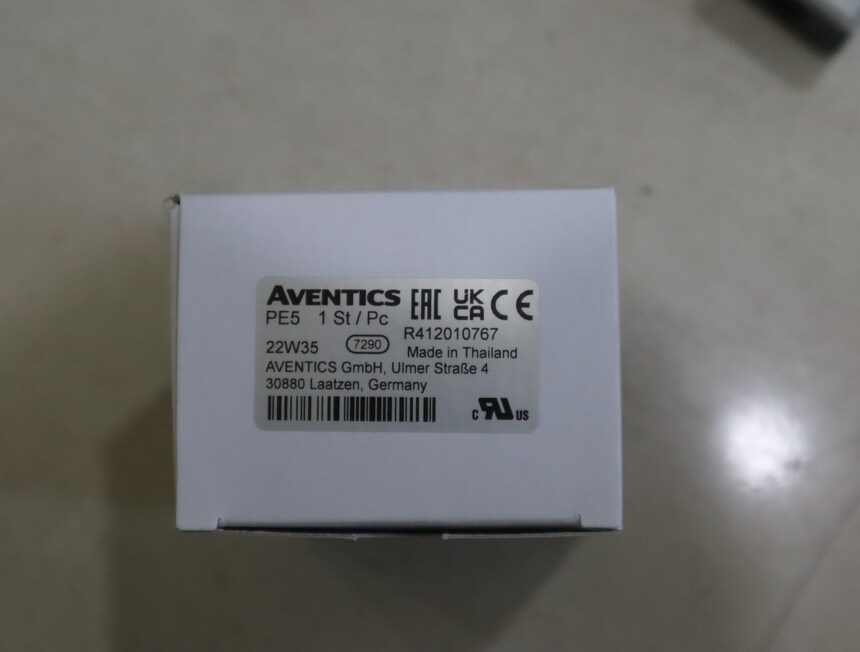 AVENTICS EAC UK CA CE
PE5 1 St / Pc
R412010767
22W35 7290 Made in Thailand
AVENTICS GmbH, Ulmer Straße 4
30880 Laatzen, Germany
c RU US